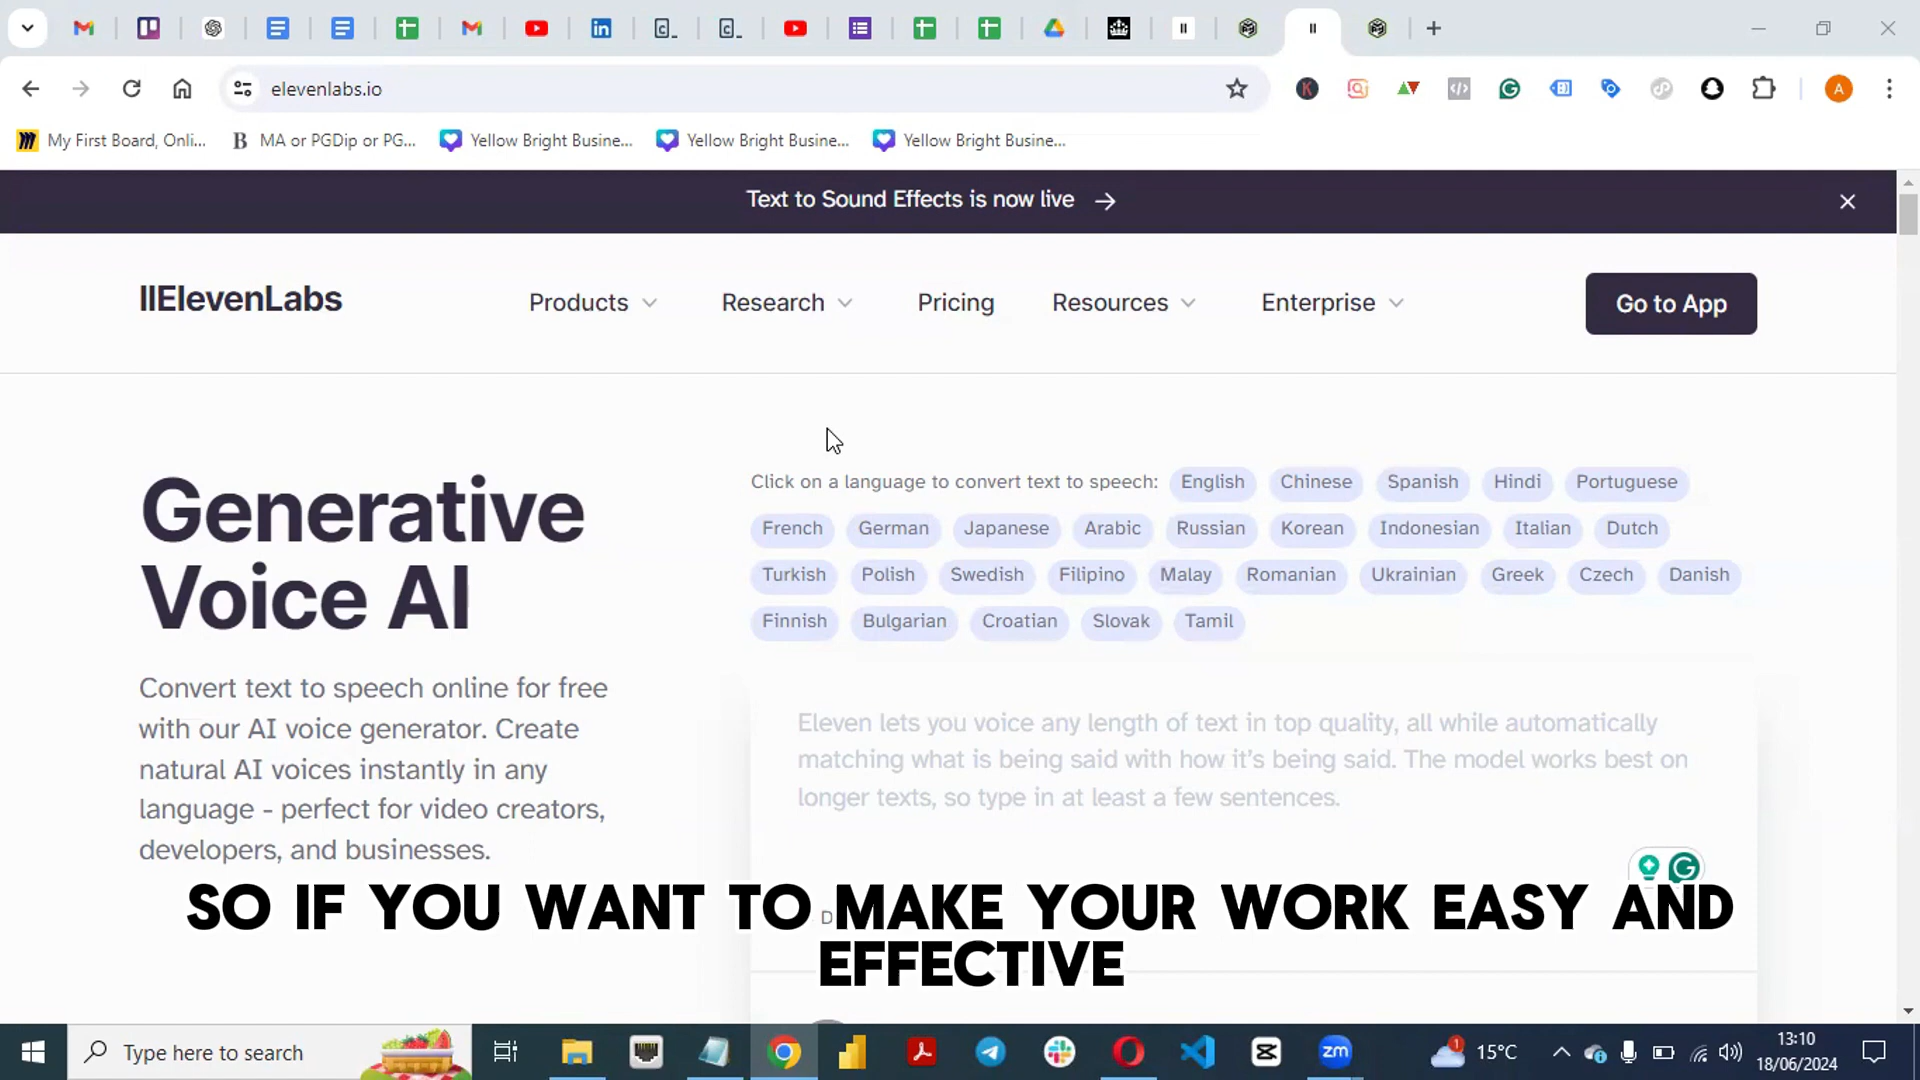 elevenlabs.io
My First Board, Onli...
MA or PGDip or PG...
Yellow Bright Busine...
Yellow Bright Busine...
Yellow Bright Busine...
Text to Sound Effects is now live →
IIElevenLabs
Products
Research
Pricing
Resources
Enterprise
Go to App
Generative
Voice AI
Convert text to speech online for free
with our AI voice generator. Create
natural AI voices instantly in any
language - perfect for video creators,
developers, and businesses.
Click on a language to convert text to speech: English Chinese Spanish Hindi Portuguese
French German Japanese Arabic Russian Korean Indonesian Italian Dutch
Turkish Polish Swedish Filipino Malay Romanian Ukrainian Greek Czech Danish
Finnish Bulgarian Croatian Slovak Tamil
Eleven lets you voice any length of text in top quality, all while automatically
matching what is being said with how it’s being said. The model works best on
longer texts, so type in at least a few sentences.
SO IF YOU WANT TO MAKE YOUR WORK EASY AND
EFFECTIVE
Type here to search
15°C
13:10
18/06/2024